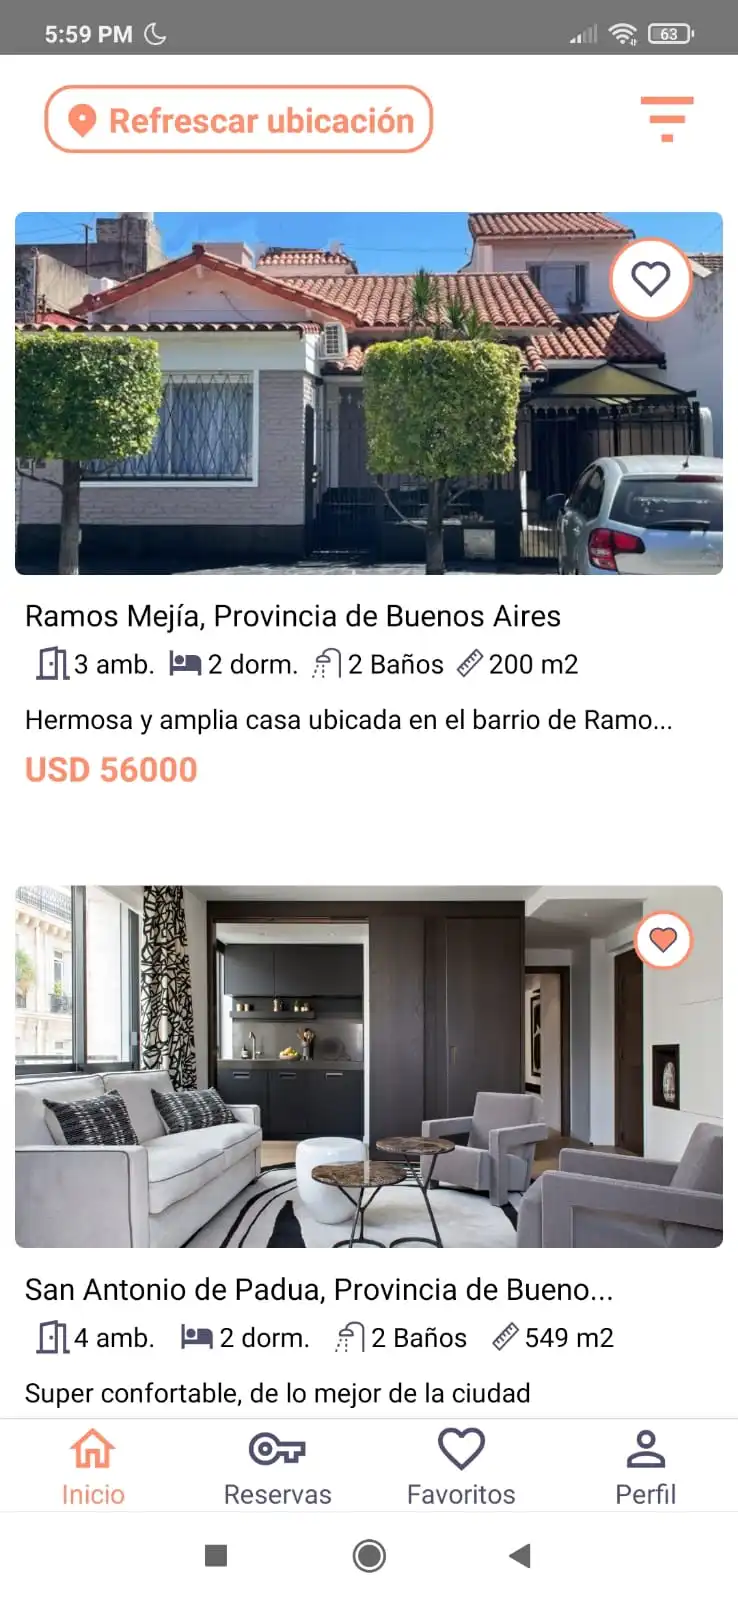 5:59 PM
63
Refrescar ubicación
Ramos Mejía, Provincia de Buenos Aires
3 amb. 2 dorm. 2 Baños 200 m2
Hermosa y amplia casa ubicada en el barrio de Ramo...
USD 56000
San Antonio de Padua, Provincia de Bueno...
4 amb. 2 dorm. 2 Baños 549 m2
Super confortable, de lo mejor de la ciudad
Inicio Reservas Favoritos Perfil